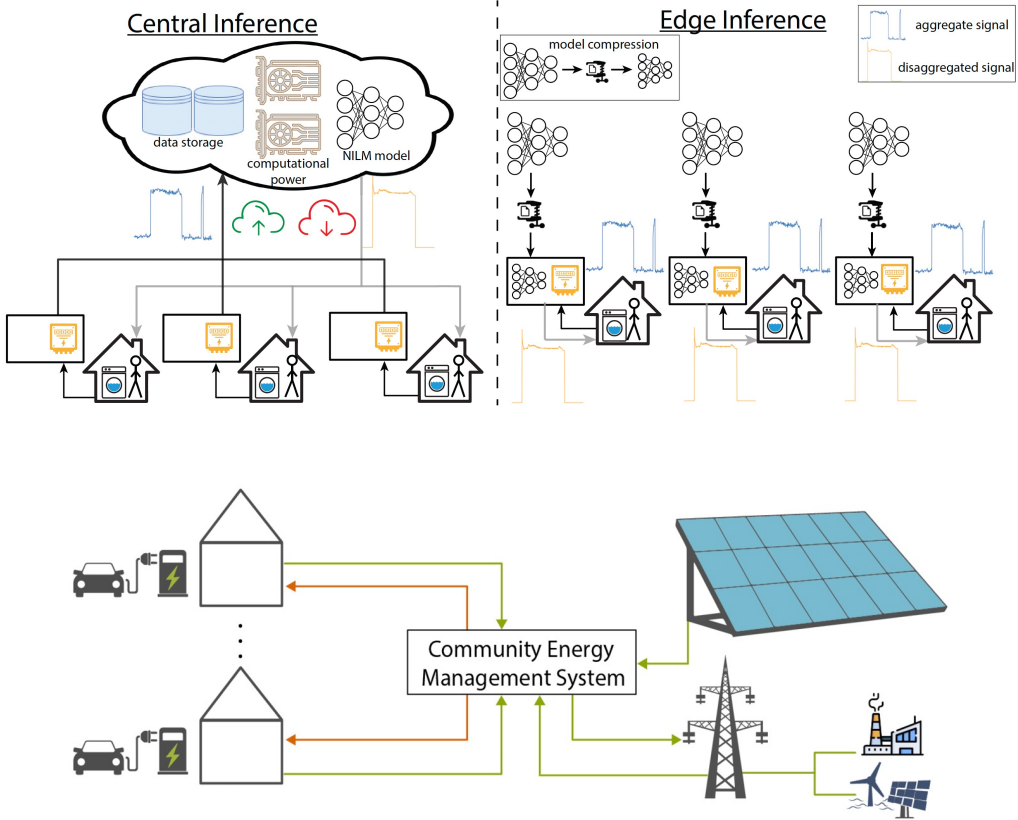 Central Inference
Edge Inference
aggregate signal
disaggregated signal
model compression
data storage
computational
power
NILM model
Community Energy
Management System